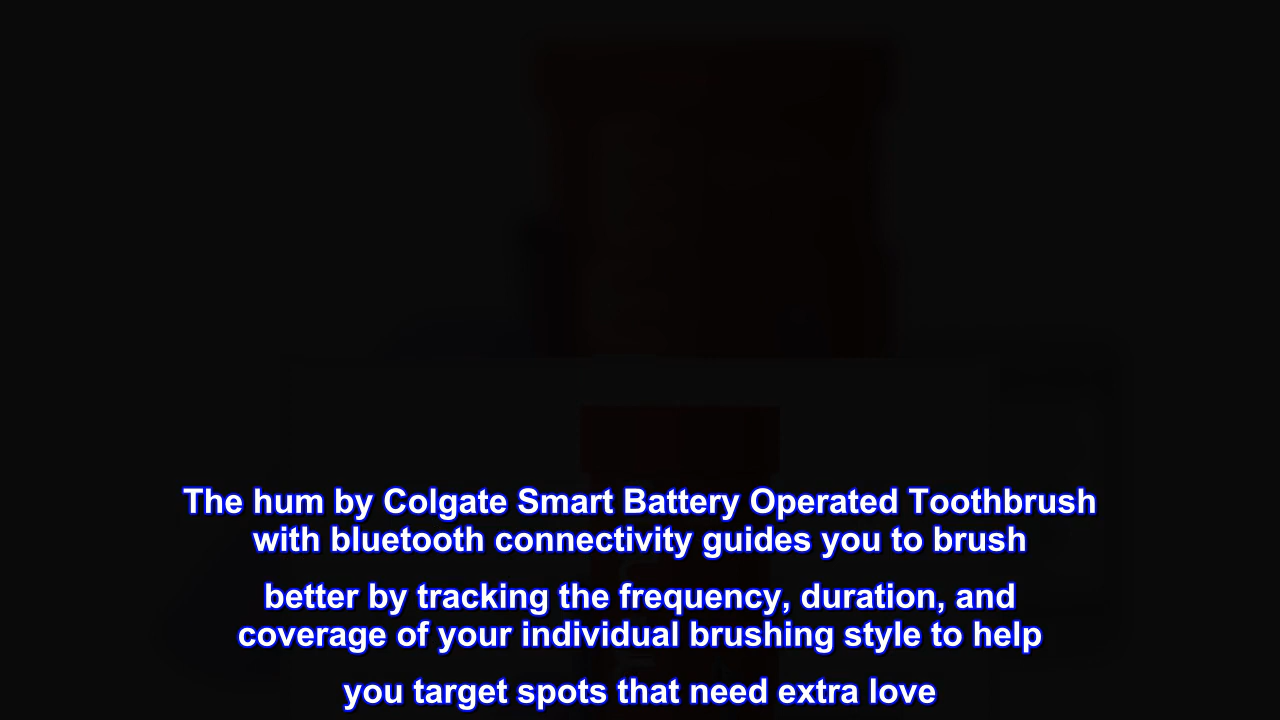 The hum by Colgate Smart Battery Operated Toothbrush
with bluetooth connectivity guides you to brush
better by tracking the frequency, duration, and
coverage of your individual brushing style to help
you target spots that need extra love